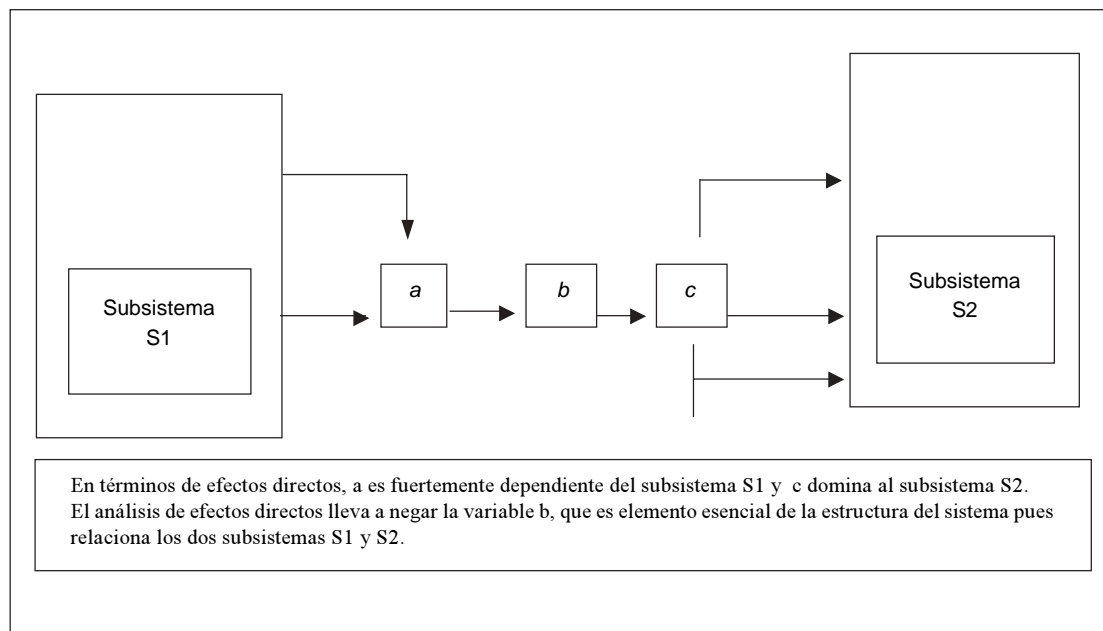 Subsistema
S1
a
b
c
Subsistema
S2
En términos de efectos directos, a es fuertemente dependiente del subsistema S1 y c domina al subsistema S2.
El análisis de efectos directos lleva a negar la variable b, que es elemento esencial de la estructura del sistema pues
relaciona los dos subsistemas S1 y S2.